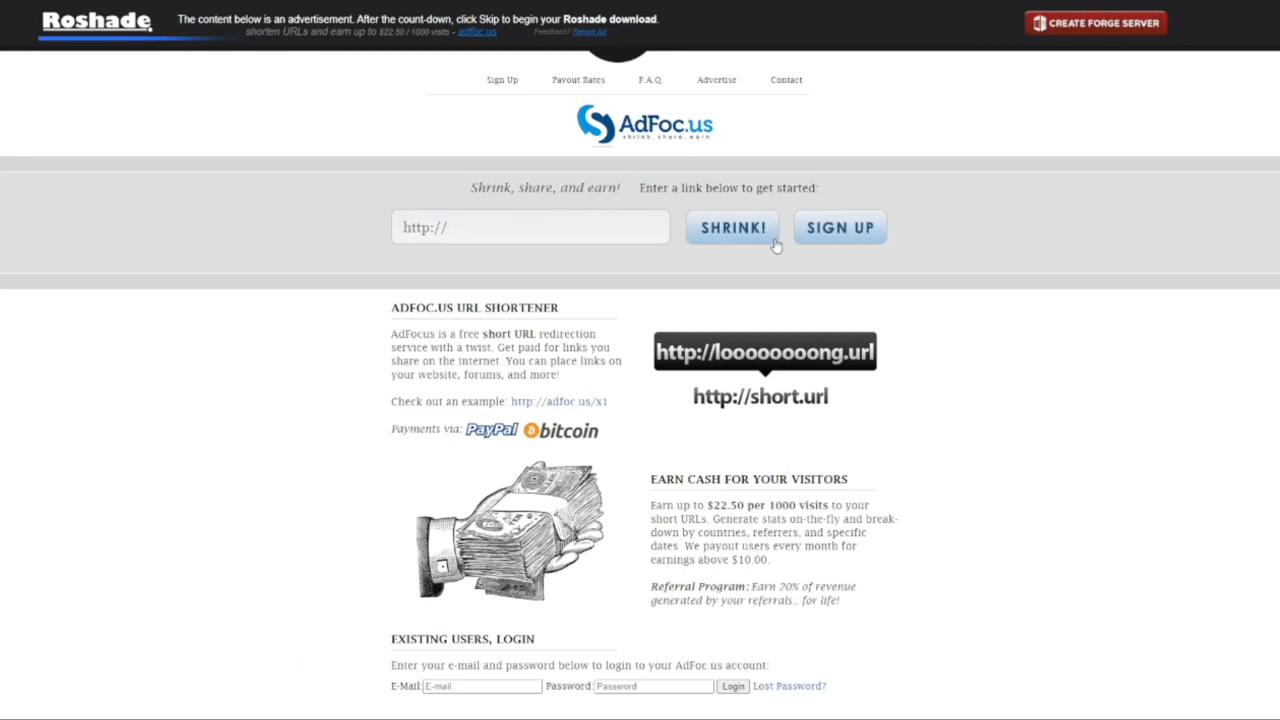 Roshade
The content below is an advertisement. After the count-down, click Skip to begin your Roshade download.
shorten URLs and earn up to $22.50 / 1000 visits - adfoc.us
Feedback? Report Ad
CREATE FORGE SERVER
Sign Up Payout Rates F.A.Q. Advertise Contact
AdFoc.us
shrink.share.earn
Shrink, share, and earn! Enter a link below to get started:
http:// SHRINK! SIGN UP
ADFOC.US URL SHORTENER
AdFocus is a free short URL redirection
service with a twist. Get paid for links you
share on the internet. You can place links on
your website, forums, and more!
Check out an example: http://adfoc.us/x1
Payments via: PayPal bitcoin
http://looooooong.url
http://short.url
EARN CASH FOR YOUR VISITORS
Earn up to $22.50 per 1000 visits to your
short URLs. Generate stats on-the-fly and break-
down by countries, referrers, and specific
dates. We payout users every month for
earnings above $10.00.
Referral Program: Earn 20% of revenue
generated by your referrals.. for life!
EXISTING USERS, LOGIN
Enter your e-mail and password below to login to your AdFoc.us account:
E-Mail: E-mail Password: Password Login Lost Password?